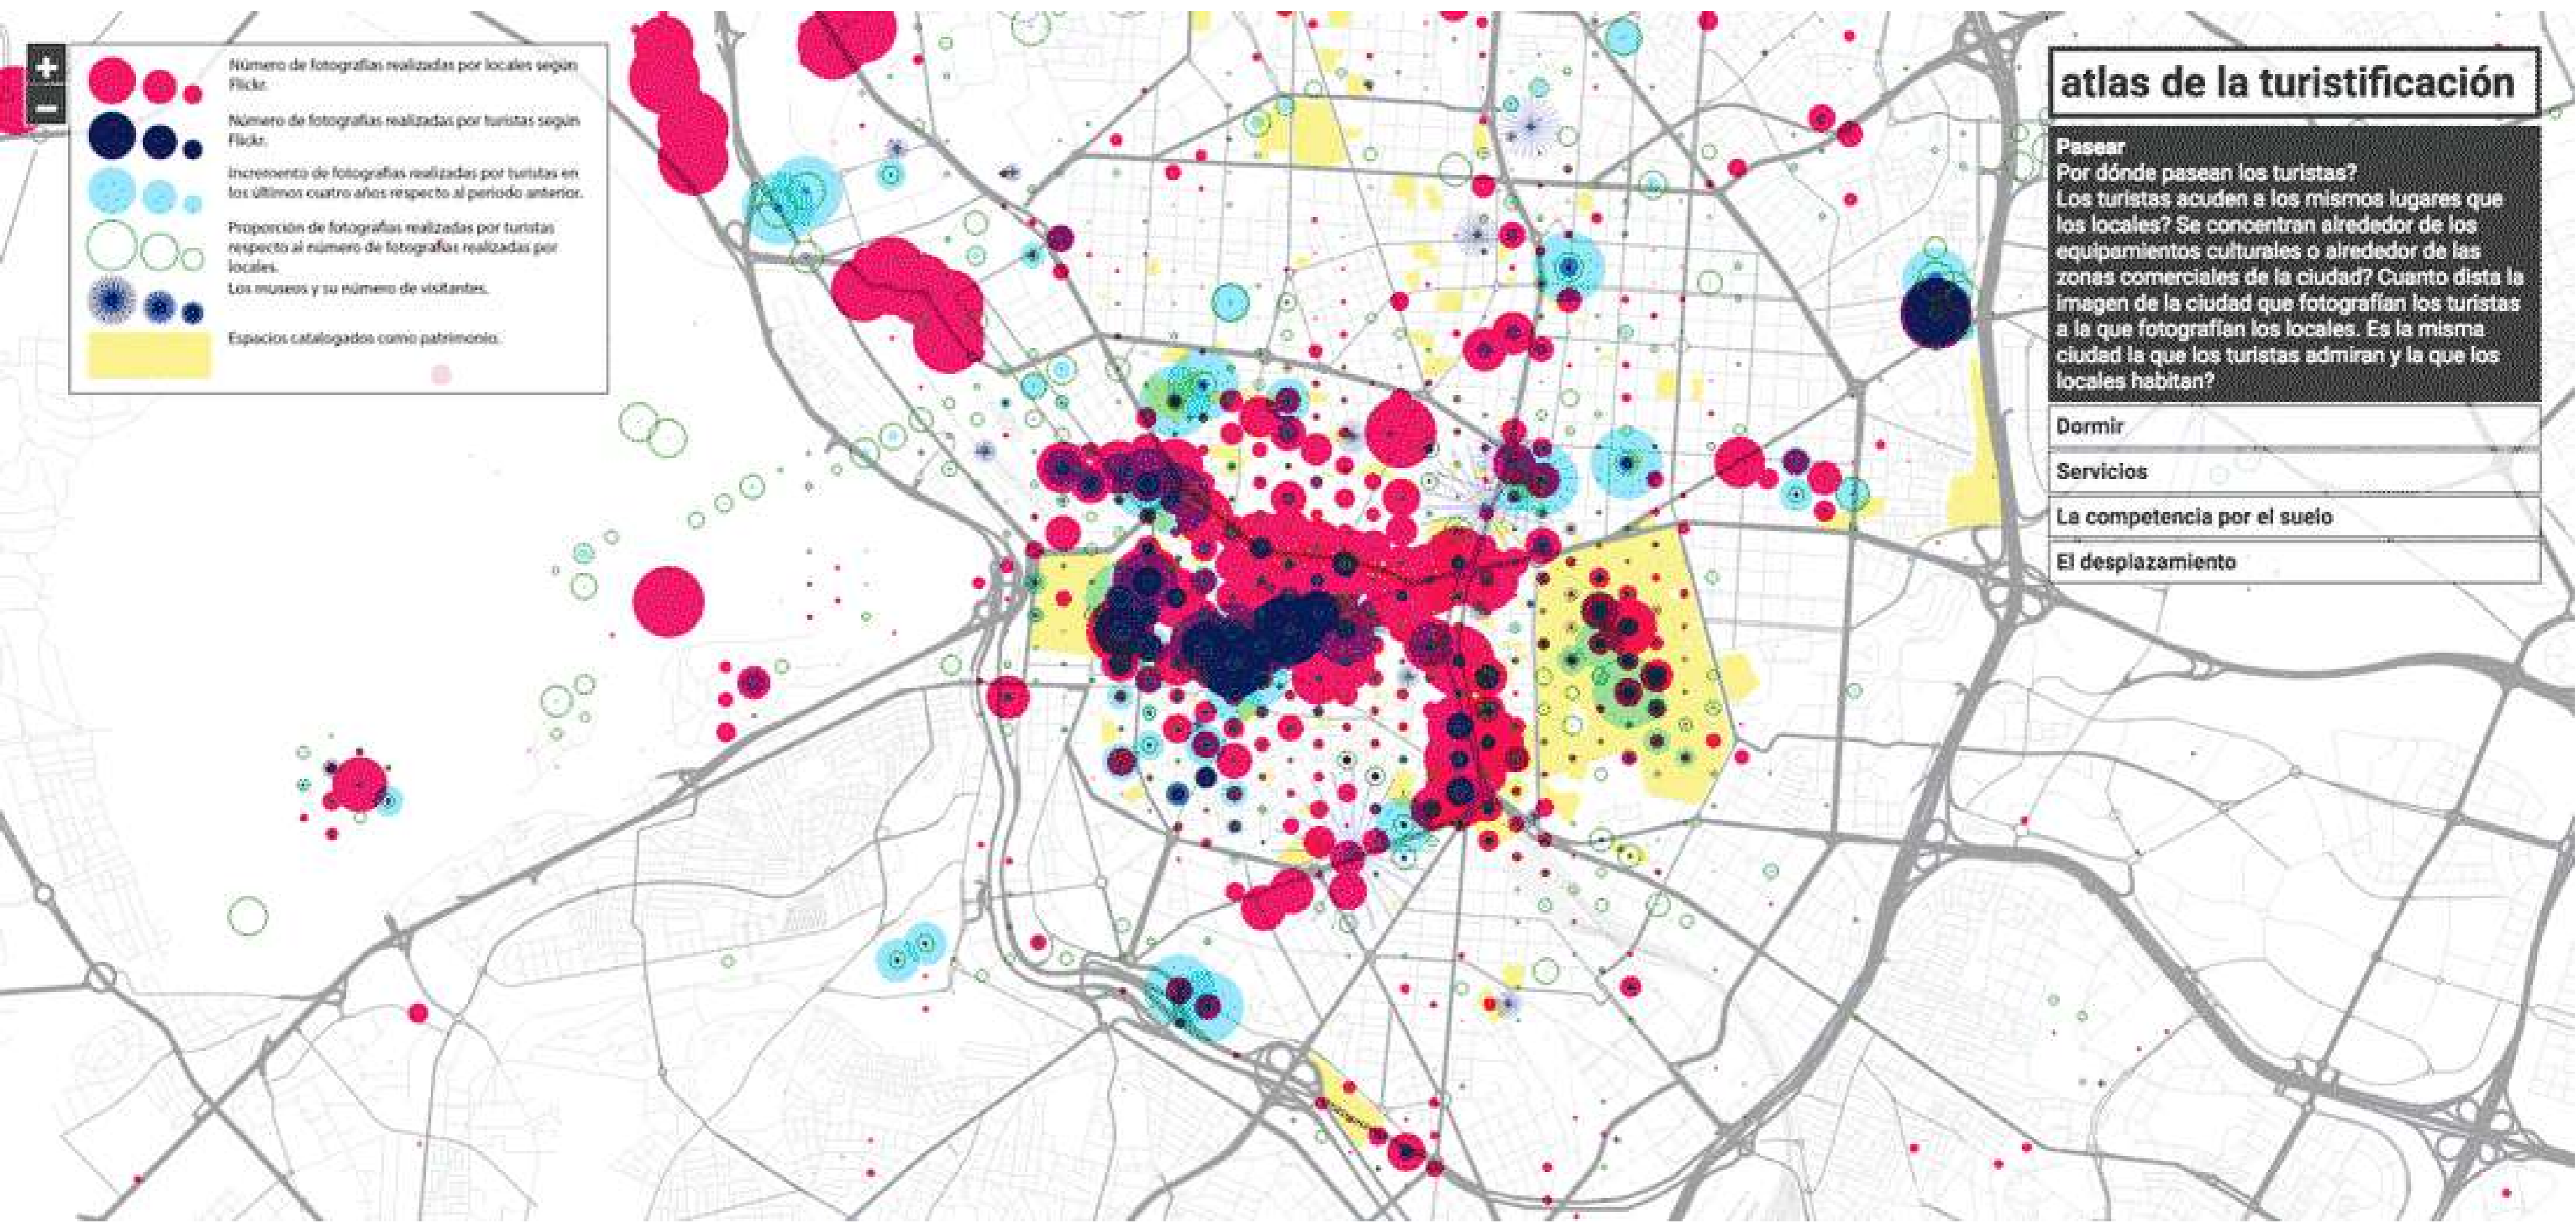 +
−
Número de fotografías realizadas por locales según
Flickr.
Número de fotografías realizadas por turistas según
Flickr.
Incremento de fotografías realizadas por turistas en
los últimos cuatro años respecto al periodo anterior.
Proporción de fotografías realizadas por turistas
respecto al número de fotografías realizadas por
locales.
Los museos y su número de visitantes.
Espacios catalogados como patrimonio.
atlas de la turistificación
Pasear
Por dónde pasean los turistas?
Los turistas acuden a los mismos lugares que
los locales? Se concentran alrededor de los
equipamientos culturales o alrededor de las
zonas comerciales de la ciudad? Cuanto dista la
imagen de la ciudad que fotografían los turistas
a la que fotografían los locales. Es la misma
ciudad la que los turistas admiran y la que los
locales habitan?
Dormir
Servicios
La competencia por el suelo
El desplazamiento